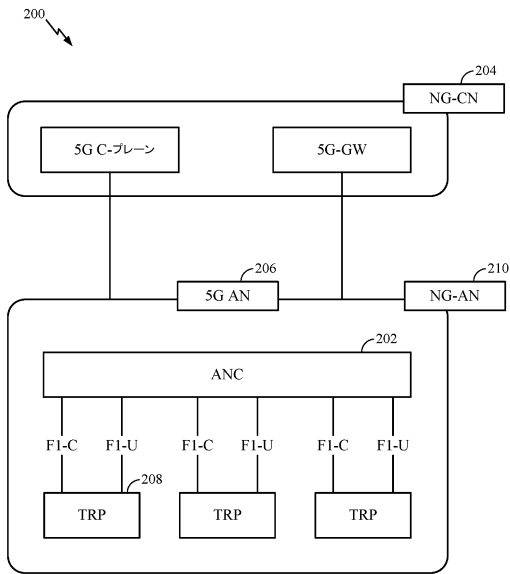 200
204
NG-CN
5G C-プレーン
5G-GW
206
210
5G AN
NG-AN
202
ANC
F1-C F1-U F1-C F1-U F1-C F1-U
208
TRP TRP TRP